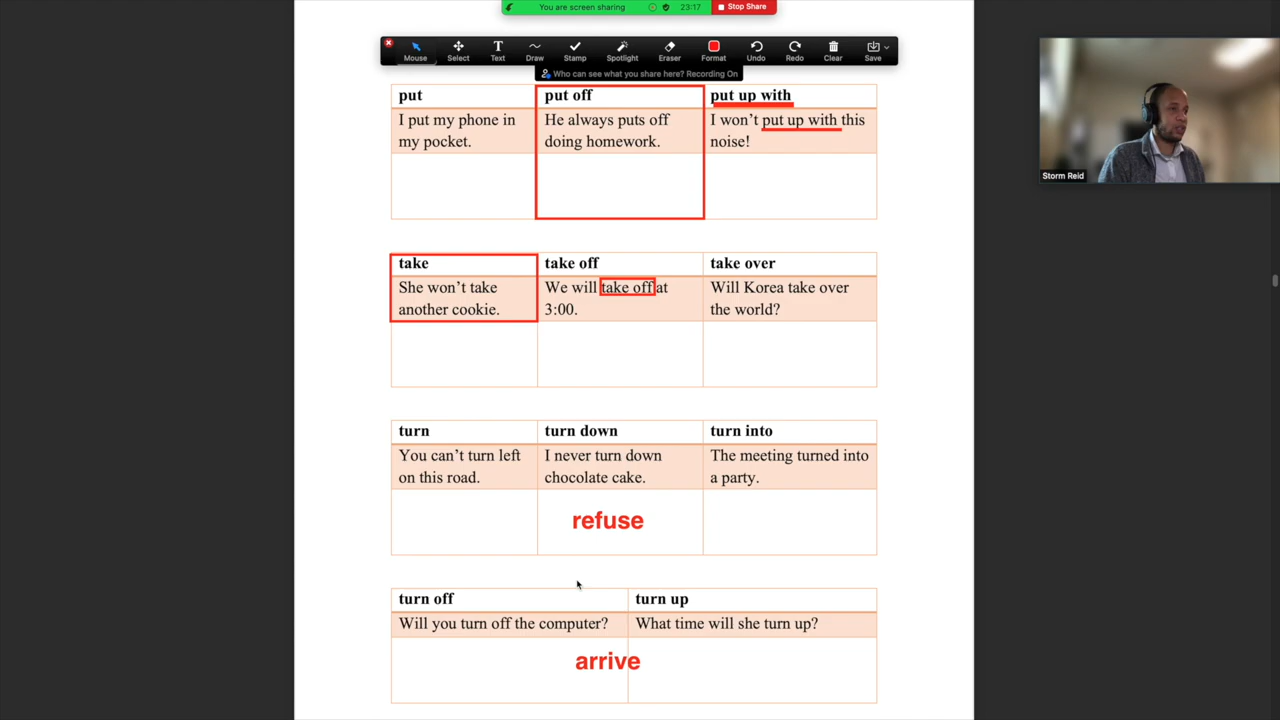 You are screen sharing
23:17
Stop Share
Mouse
Select
Text
Draw
Stamp
Spotlight
Eraser
Format
Undo
Redo
Clear
Save
Who can see what you share here? Recording On
Storm Reid
put
put off
put up with
I put my phone in
my pocket.
He always puts off
doing homework.
I won’t put up with this
noise!
take
take off
take over
She won’t take
another cookie.
We will take off at
3:00.
Will Korea take over
the world?
turn
turn down
turn into
You can’t turn left
on this road.
I never turn down
chocolate cake.
The meeting turned into
a party.
refuse
turn off
turn up
Will you turn off the computer?
What time will she turn up?
arrive